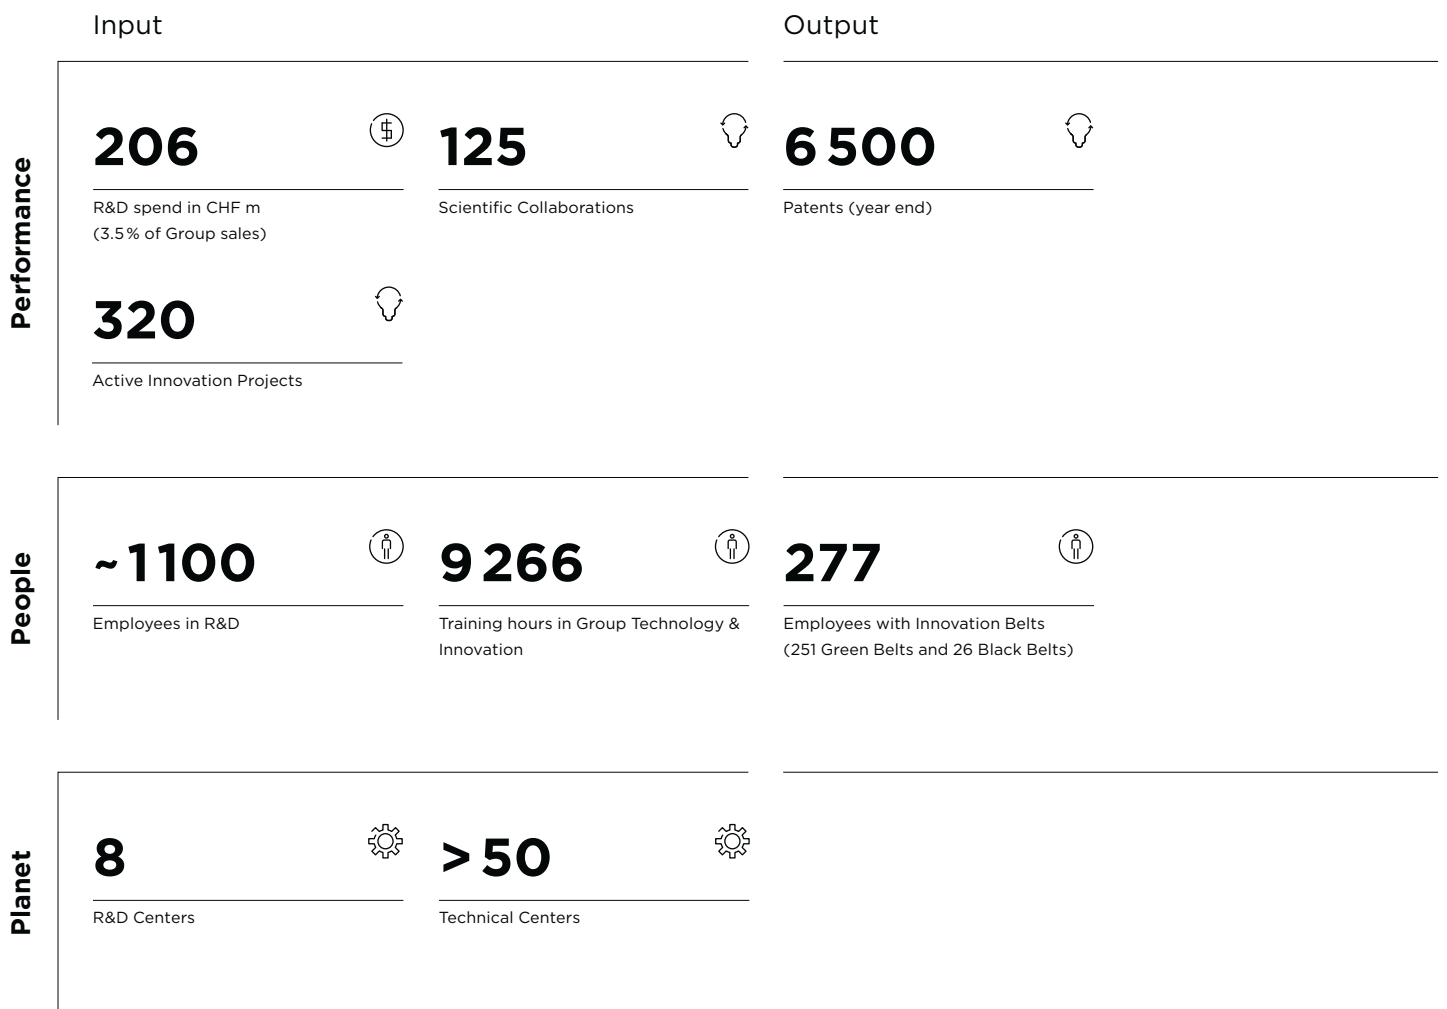 Input
Output
Performance
206
R&D spend in CHF m
(3.5% of Group sales)
125
Scientific Collaborations
6 500
Patents (year end)
320
Active Innovation Projects
People
~1 100
Employees in R&D
9 266
Training hours in Group Technology &
Innovation
277
Employees with Innovation Belts
(251 Green Belts and 26 Black Belts)
Planet
8
R&D Centers
> 50
Technical Centers